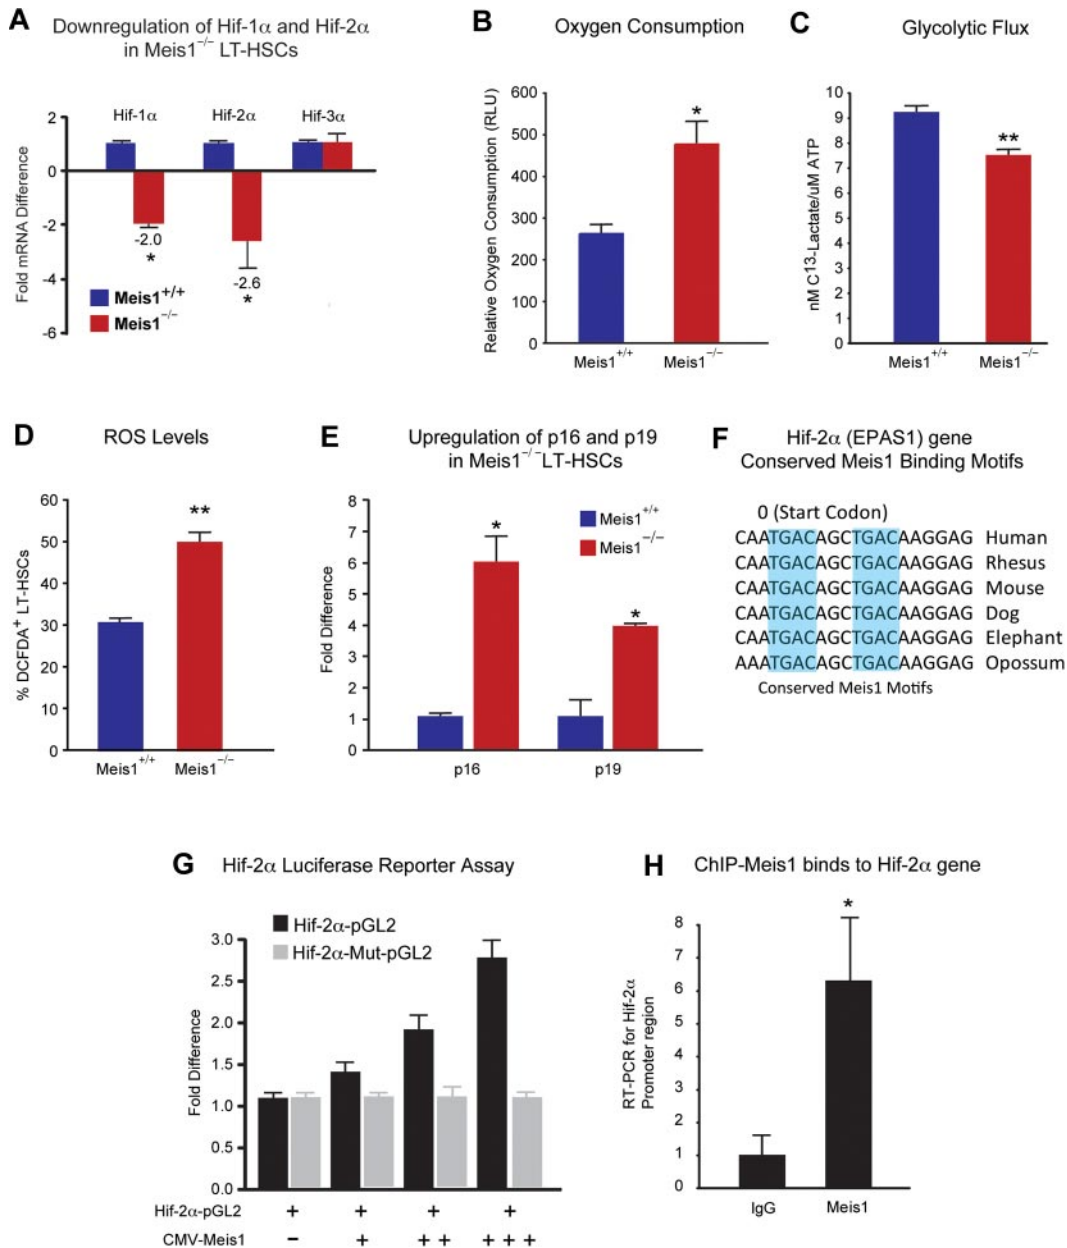 A
Downregulation of Hif-1α and Hif-2α
in Meis1⁻/⁻ LT-HSCs
Fold mRNA Difference
2
0
-2
-4
-6
Hif-1α Hif-2α Hif-3α
-2.0
*
-2.6
*
Meis1⁺/⁺
Meis1⁻/⁻
B
Oxygen Consumption
Relative Oxygen Consumption (RLU)
600
500
400
300
200
100
0
*
Meis1⁺/⁺ Meis1⁻/⁻
C
Glycolytic Flux
nM C¹³-Lactate/uM ATP
10
9
8
7
6
5
4
3
2
1
0
**
Meis1⁺/⁺ Meis1⁻/⁻
D
ROS Levels
% DCFDA⁺ LT-HSCs
60
50
40
30
20
10
0
**
Meis1⁺/⁺ Meis1⁻/⁻
E
Upregulation of p16 and p19
in Meis1⁻/⁻LT-HSCs
Fold Difference
8
7
6
5
4
3
2
1
0
Meis1⁺/⁺
Meis1⁻/⁻
*
*
p16 p19
F
Hif-2α (EPAS1) gene
Conserved Meis1 Binding Motifs
0 (Start Codon)
CAATGACAGCTGACAAGGAG Human
CAATGACAGCTGACAAGGAG Rhesus
CAATGACAGCTGACAAGGAG Mouse
CAATGACAGCTGACAAGGAG Dog
CAATGACAGCTGACAAGGAG Elephant
AAATGACAGCTGACAAGGAG Opossum
Conserved Meis1 Motifs
G
Hif-2α Luciferase Reporter Assay
Hif-2α-pGL2
Hif-2α-Mut-pGL2
Fold Difference
3.0
2.5
2.0
1.5
1.0
0.5
0.0
Hif-2α-pGL2 + + + +
CMV-Meis1 − + + + + + +
H
ChIP-Meis1 binds to Hif-2α gene
RT-PCR for Hif-2α
Promoter region
8
7
6
5
4
3
2
1
0
*
IgG Meis1